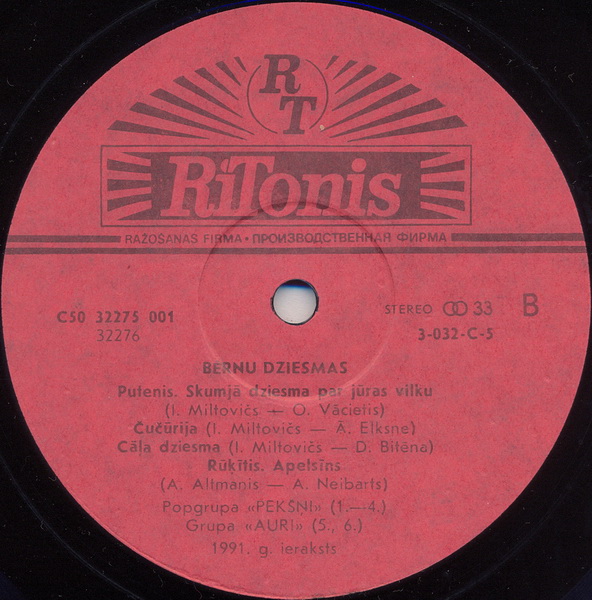 RT
RiTonis
RAŽOŠANAS FIRMA • ПРОИЗВОДСТВЕННАЯ ФИРМА
C50 32275 001
32276
STEREO 33 B
3-032-C-5
BĒRNU DZIESMAS
Putenis. Skumjā dziesma par jūras vilku
(I. Miltovičs — O. Vācietis)
Čučūrija (I. Miltovičs — Ā. Elksne)
Cāļa dziesma (I. Miltovičs — D. Bitēna)
Rūķītis. Apelsīns
(A. Altmanis — A. Neibarts)
Popgrupa «PEKŠŅI» (1.—4.)
Grupa «AURI» (5., 6.)
1991. g. ieraksts